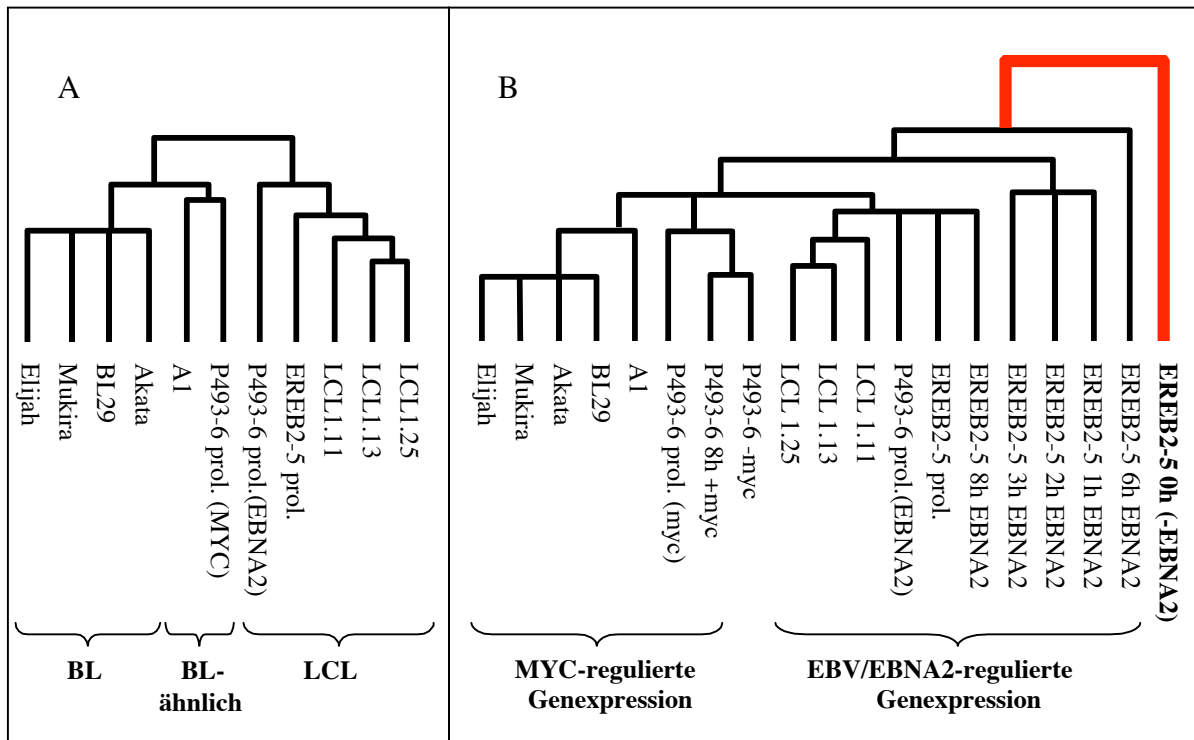 A
Elijah
Mukira
BL29
Akata
A1
P493-6 prol. (MYC)
P493-6 prol.(EBNA2)
EREB2-5 prol.
LCL1.11
LCL1.13
LCL1.25
BL
BL-
ähnlich
LCL
B
Elijah
Mukira
Akata
BL29
A1
P493-6 prol. (myc)
P493-6 8h +myc
P493-6 -myc
LCL 1.25
LCL 1.13
LCL 1.11
P493-6 prol.(EBNA2)
EREB2-5 prol.
EREB2-5 8h EBNA2
EREB2-5 3h EBNA2
EREB2-5 2h EBNA2
EREB2-5 1h EBNA2
EREB2-5 6h EBNA2
EREB2-5 0h (-EBNA2)
MYC-regulierte
Genexpression
EBV/EBNA2-regulierte
Genexpression